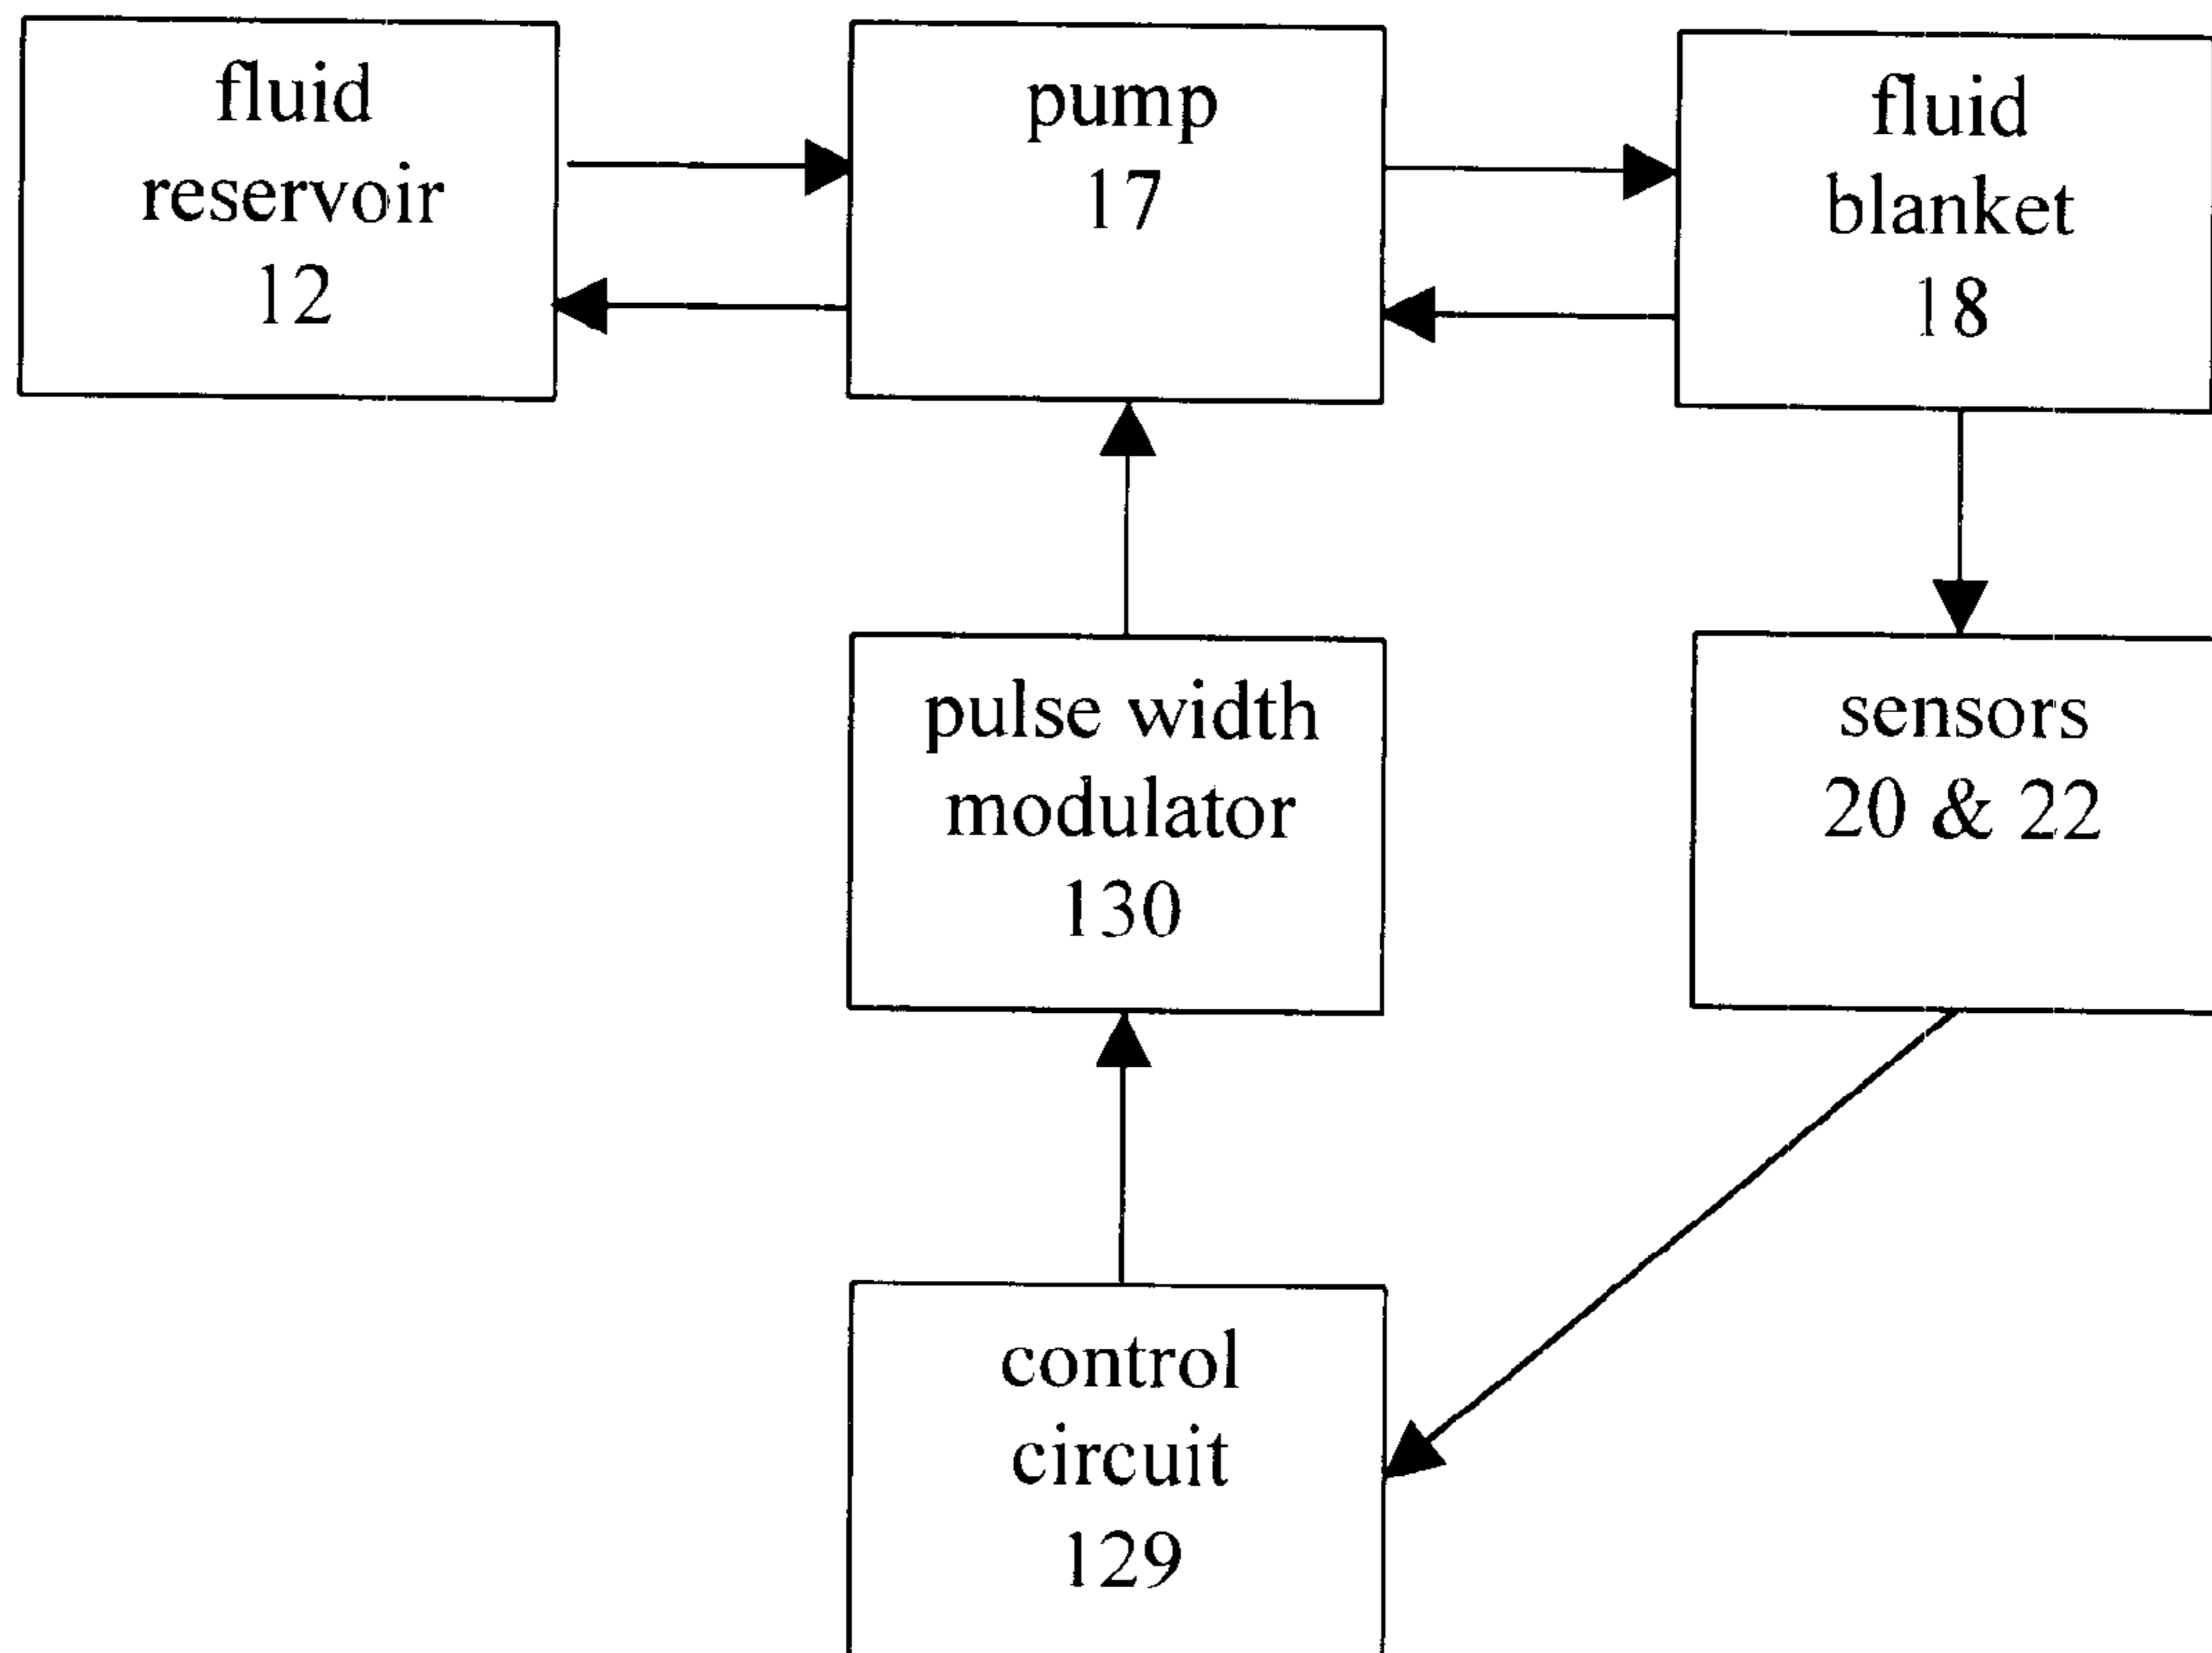 fluid
reservoir
12
pump
17
fluid
blanket
18
pulse width
modulator
130
sensors
20 & 22
control
circuit
129